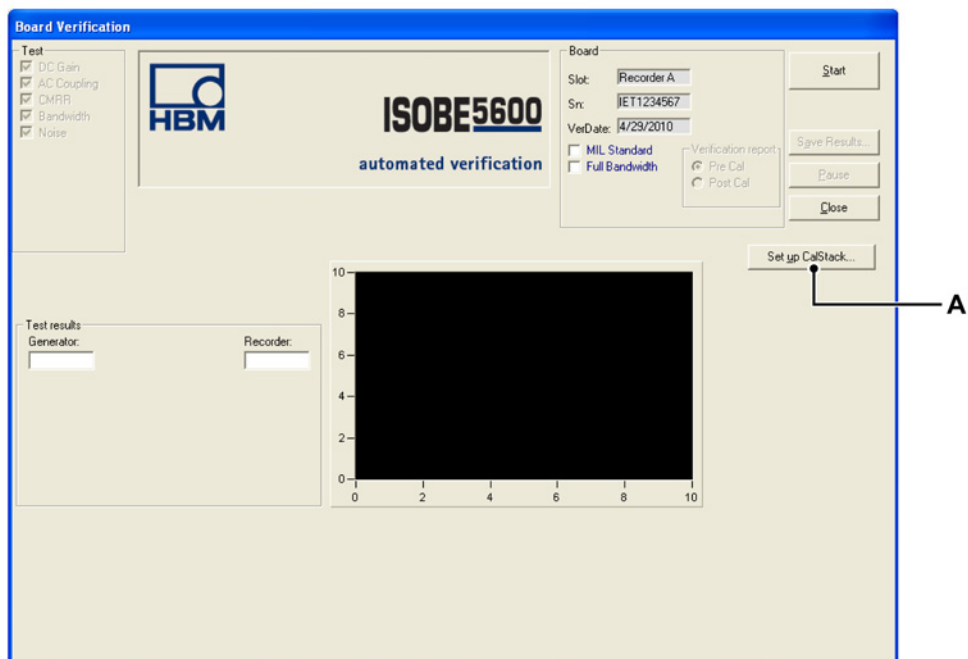 Board Verification
Test
DC Gain
AC Coupling
CMRR
Bandwidth
Noise
HBM
ISOBE5600
automated verification
Board
Slot: Recorder A
Sn: IET1234567
VerDate: 4/29/2010
MIL Standard
Full Bandwidth
Verification report
Pre Cal
Post Cal
Start
Save Results...
Pause
Close
Set up CalStack...
A
Test results
Generator:
Recorder:
10
8
6
4
2
0
0 2 4 6 8 10